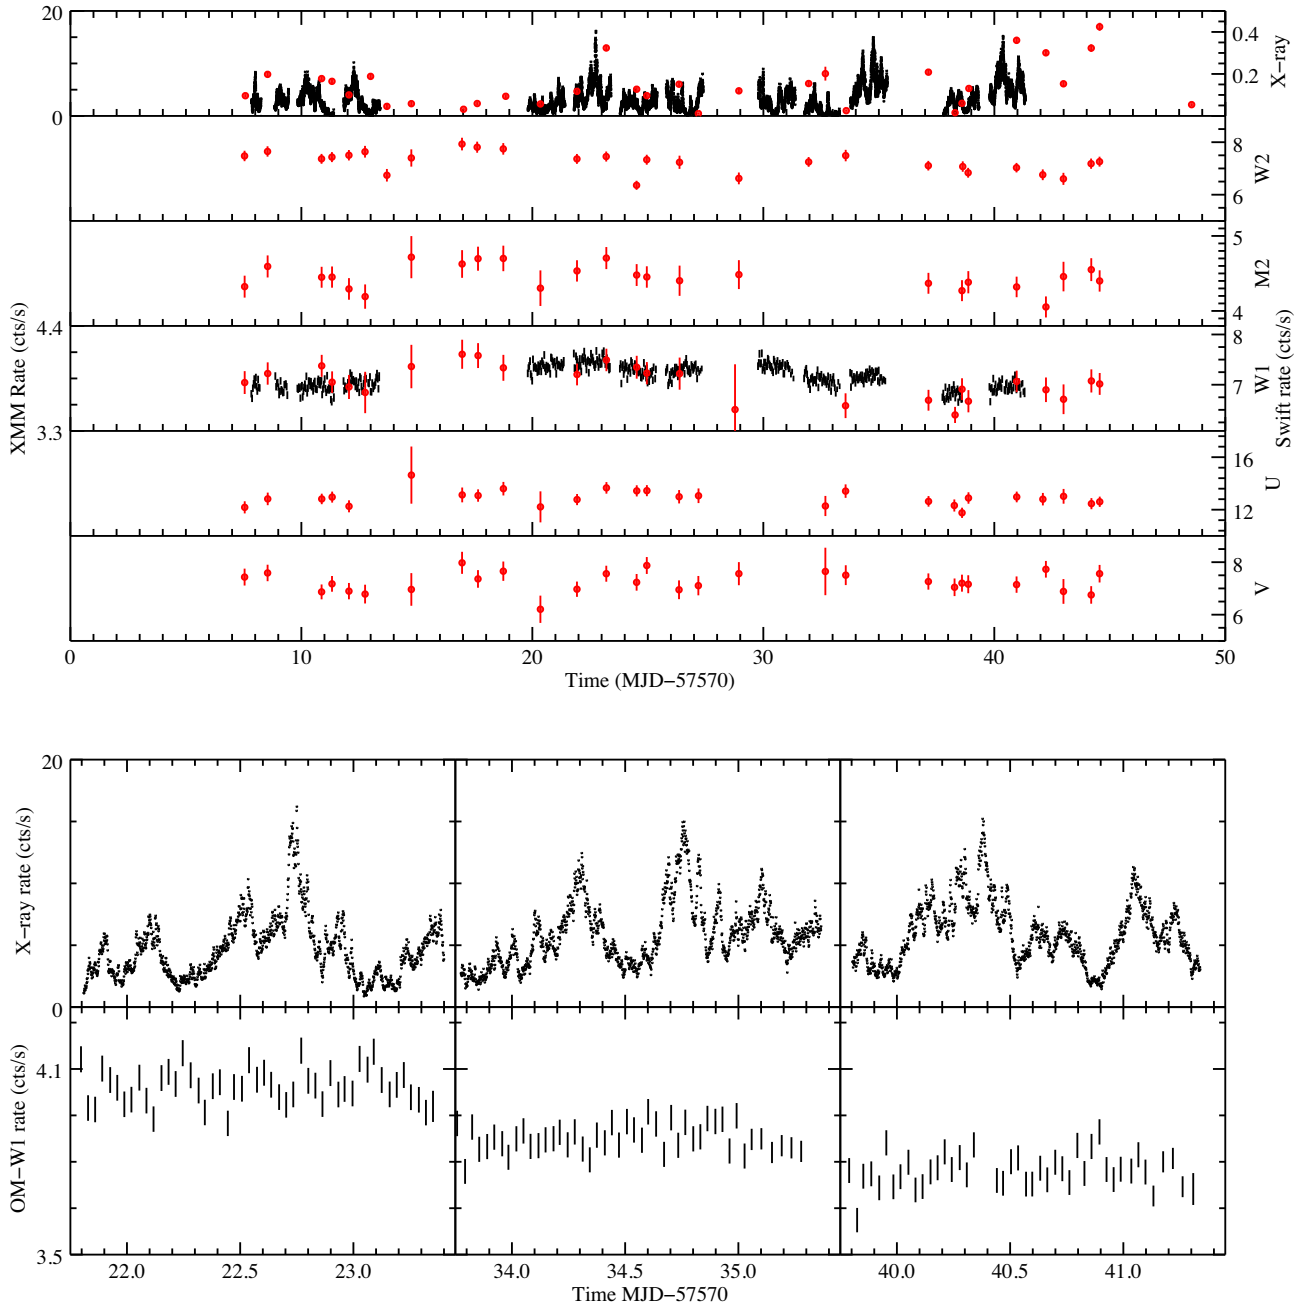 20
0
0.4
0.2
X−ray
8
6
W2
5
4
M2
4.4
3.3
8
7
W1
16
12
U
8
6
V
XMM Rate (cts/s)
Swift rate (cts/s)
0 10 20 30 40 50
Time (MJD−57570)
20
0
X−ray rate (cts/s)
4.1
3.5
OM−W1 rate (cts/s)
22.0 22.5 23.0 34.0 34.5 35.0 40.0 40.5 41.0
Time MJD−57570